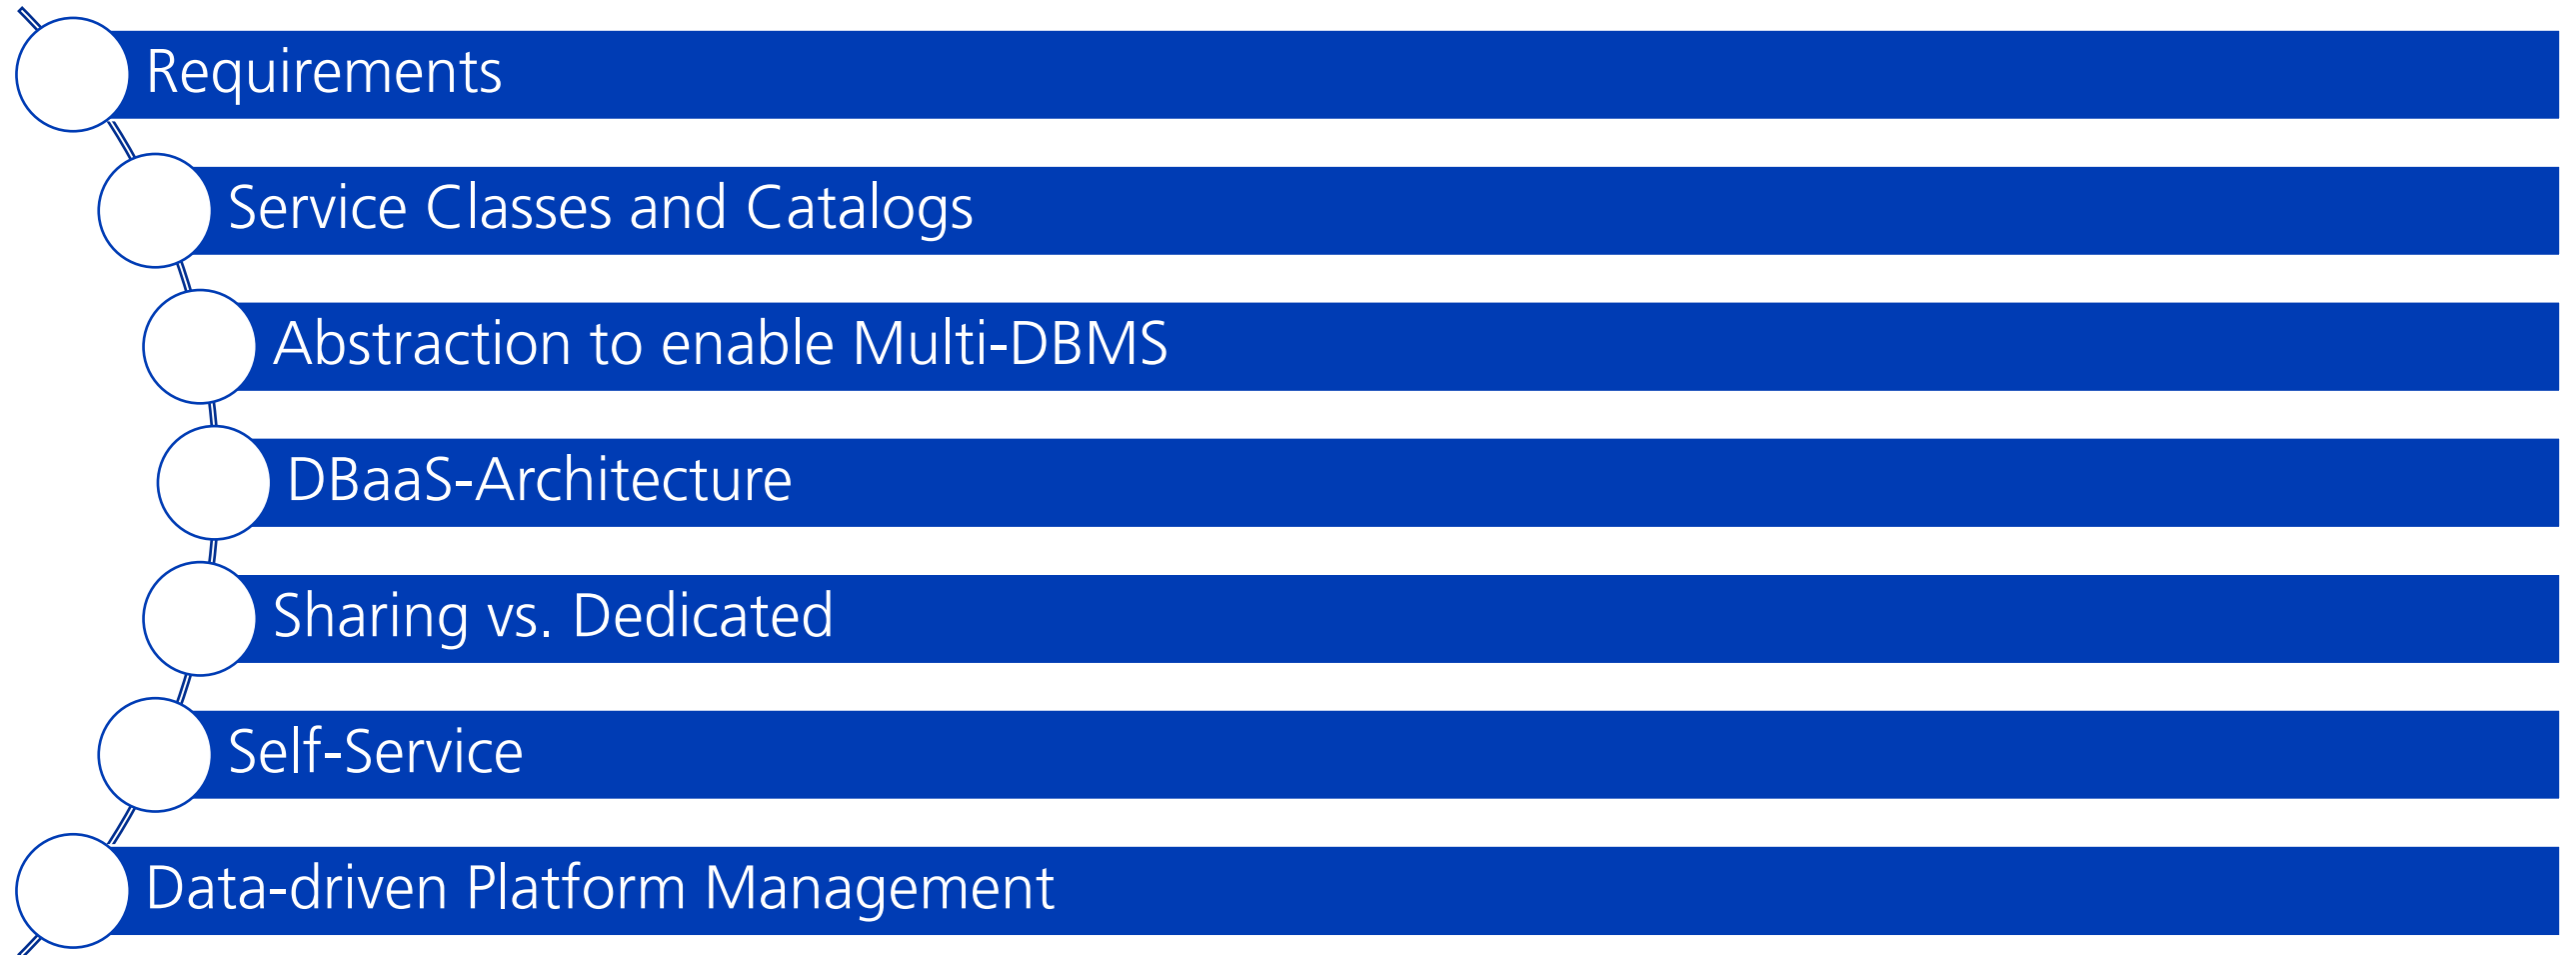 Requirements
Service Classes and Catalogs
Abstraction to enable Multi-DBMS
DBaaS-Architecture
Sharing vs. Dedicated
Self-Service
Data-driven Platform Management